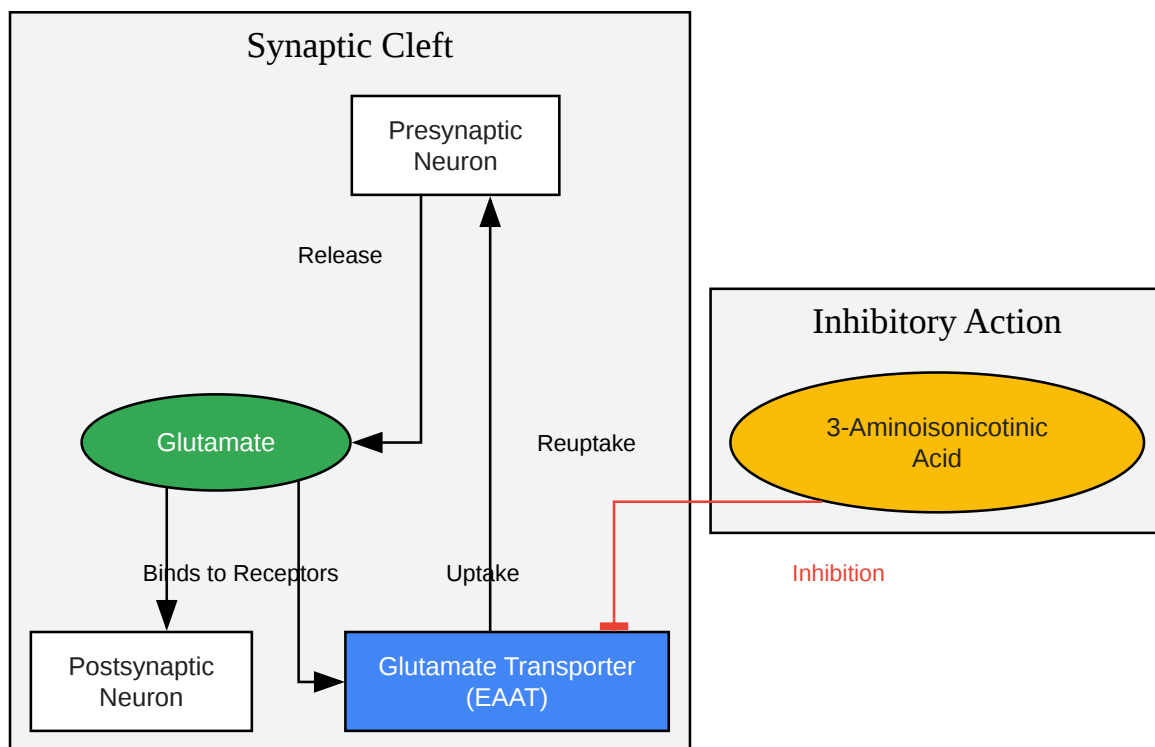 Synaptic Cleft
Presynaptic
Neuron
Release
Inhibitory Action
Glutamate
Reuptake
3-Aminoisonicotinic
Acid
Binds to Receptors
Uptake
Inhibition
Postsynaptic
Neuron
Glutamate Transporter
(EAAT)